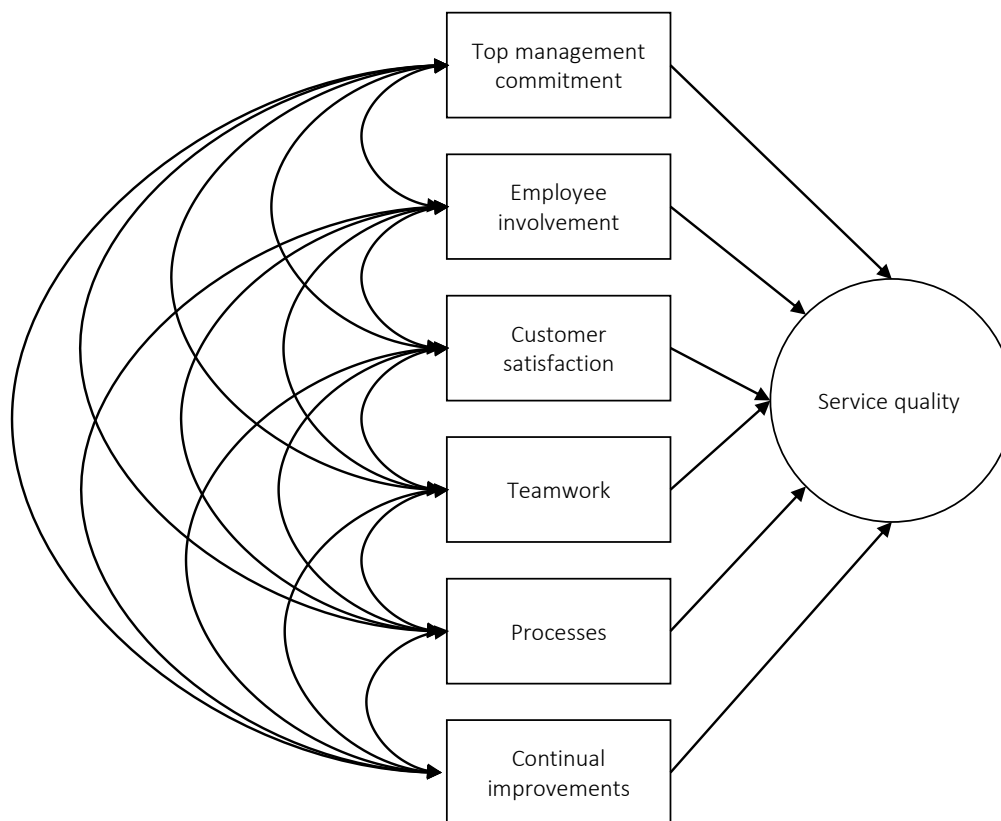 Top management
commitment
Employee
involvement
Customer
satisfaction
Service quality
Teamwork
Processes
Continual
improvements